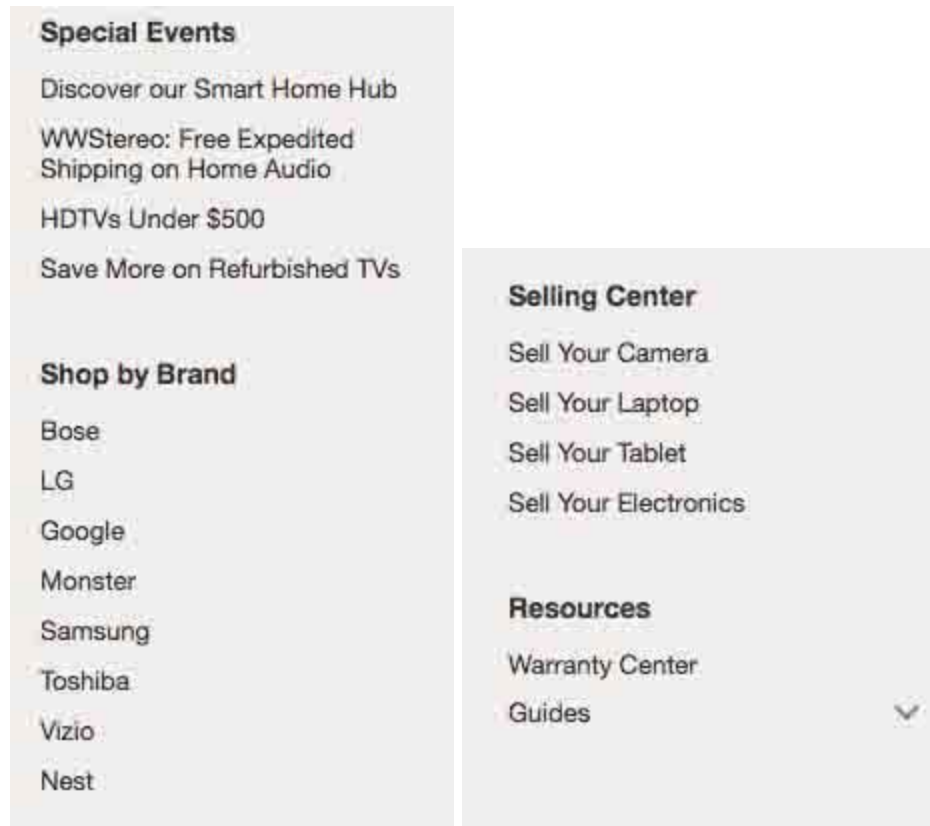 Special Events
Discover our Smart Home Hub
WWStereo: Free Expedited
Shipping on Home Audio
HDTVs Under $500
Save More on Refurbished TVs
Shop by Brand
Bose
LG
Google
Monster
Samsung
Toshiba
Vizio
Nest
Selling Center
Sell Your Camera
Sell Your Laptop
Sell Your Tablet
Sell Your Electronics
Resources
Warranty Center
Guides